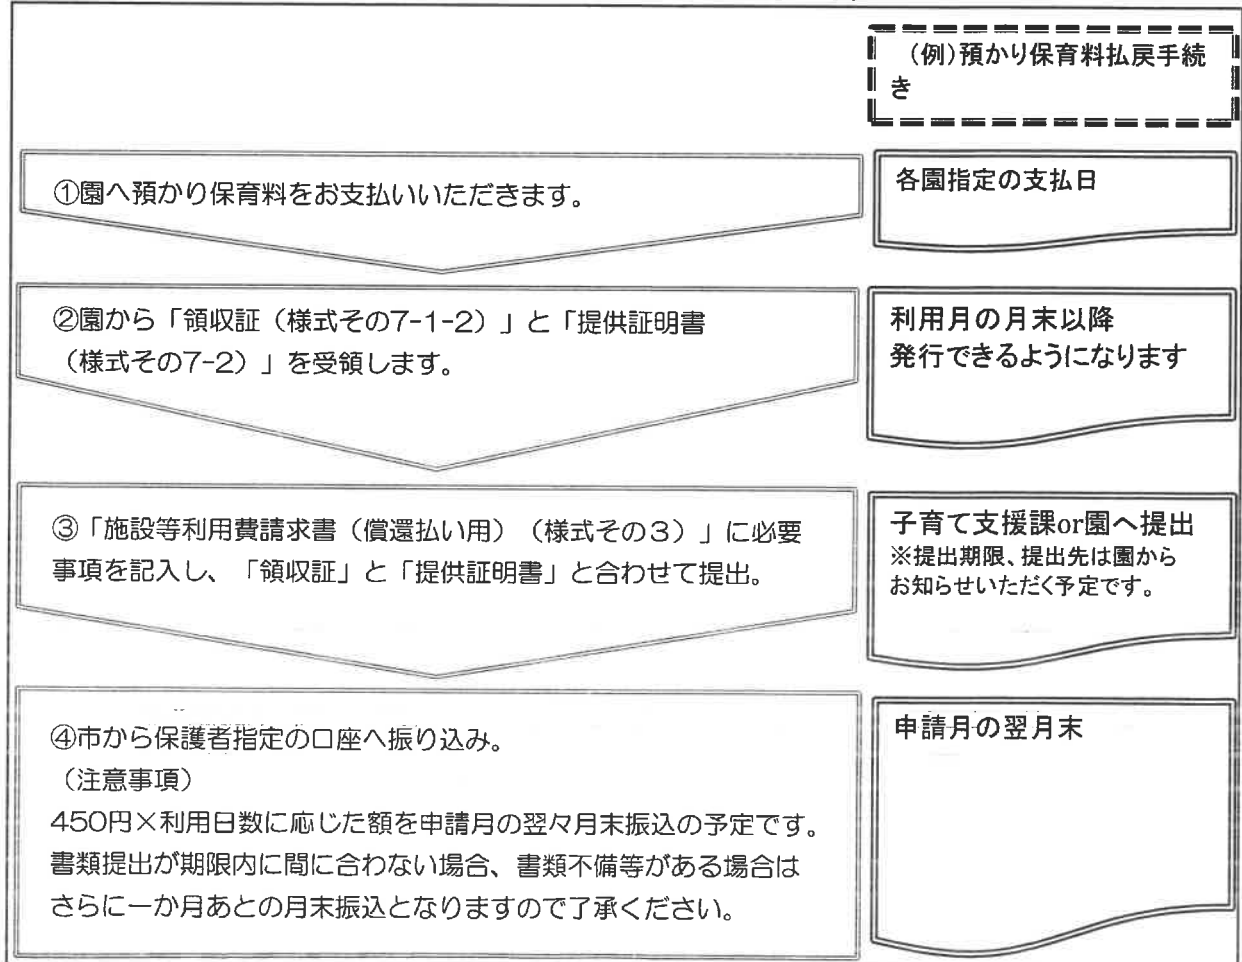 （例）預かり保育料払戻手続
き
①園へ預かり保育料をお支払いいただきます。
各園指定の支払日
②園から「領収証（様式その7-1-2）」と「提供証明書
（様式その7-2）」を受領します。
利用月の月末以降
発行できるようになります
③「施設等利用費請求書（償還払い用）（様式その３）」に必要
事項を記入し、「領収証」と「提供証明書」と合わせて提出。
子育て支援課or園へ提出
※提出期限、提出先は園から
お知らせいただく予定です。
④市から保護者指定の口座へ振り込み。
（注意事項）
450円×利用日数に応じた額を申請月の翌々月末振込の予定です。
書類提出が期限内に間に合わない場合、書類不備等がある場合は
さらに一か月あとの月末振込となりますので了承ください。
申請月の翌月末